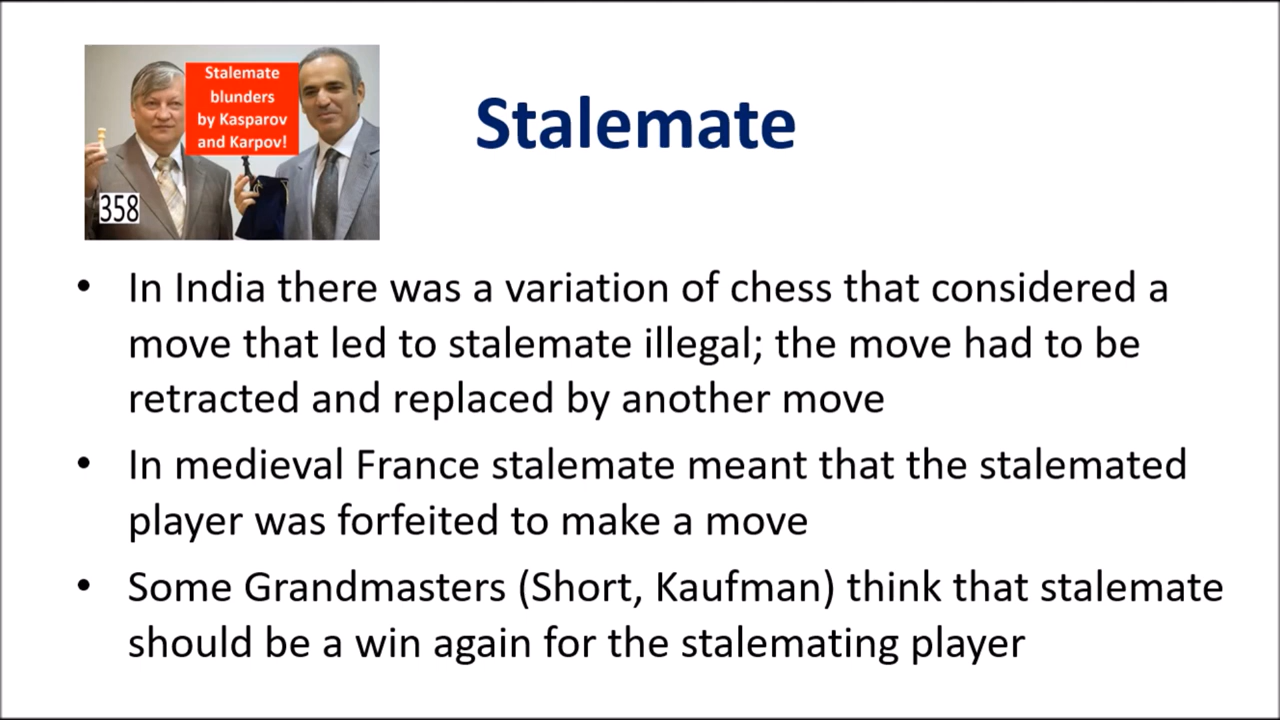 Stalemate
blunders
by Kasparov
and Karpov!
358
Stalemate
• In India there was a variation of chess that considered a
move that led to stalemate illegal; the move had to be
retracted and replaced by another move
• In medieval France stalemate meant that the stalemated
player was forfeited to make a move
• Some Grandmasters (Short, Kaufman) think that stalemate
should be a win again for the stalemating player